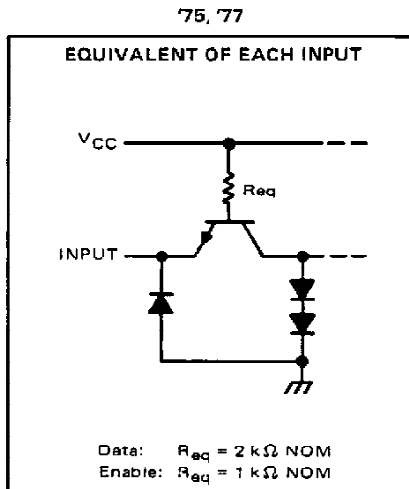 '75, '77
EQUIVALENT OF EACH INPUT
VCC
Req
INPUT
Data: Req = 2 kΩ NOM
Enable: Req = 1 kΩ NOM